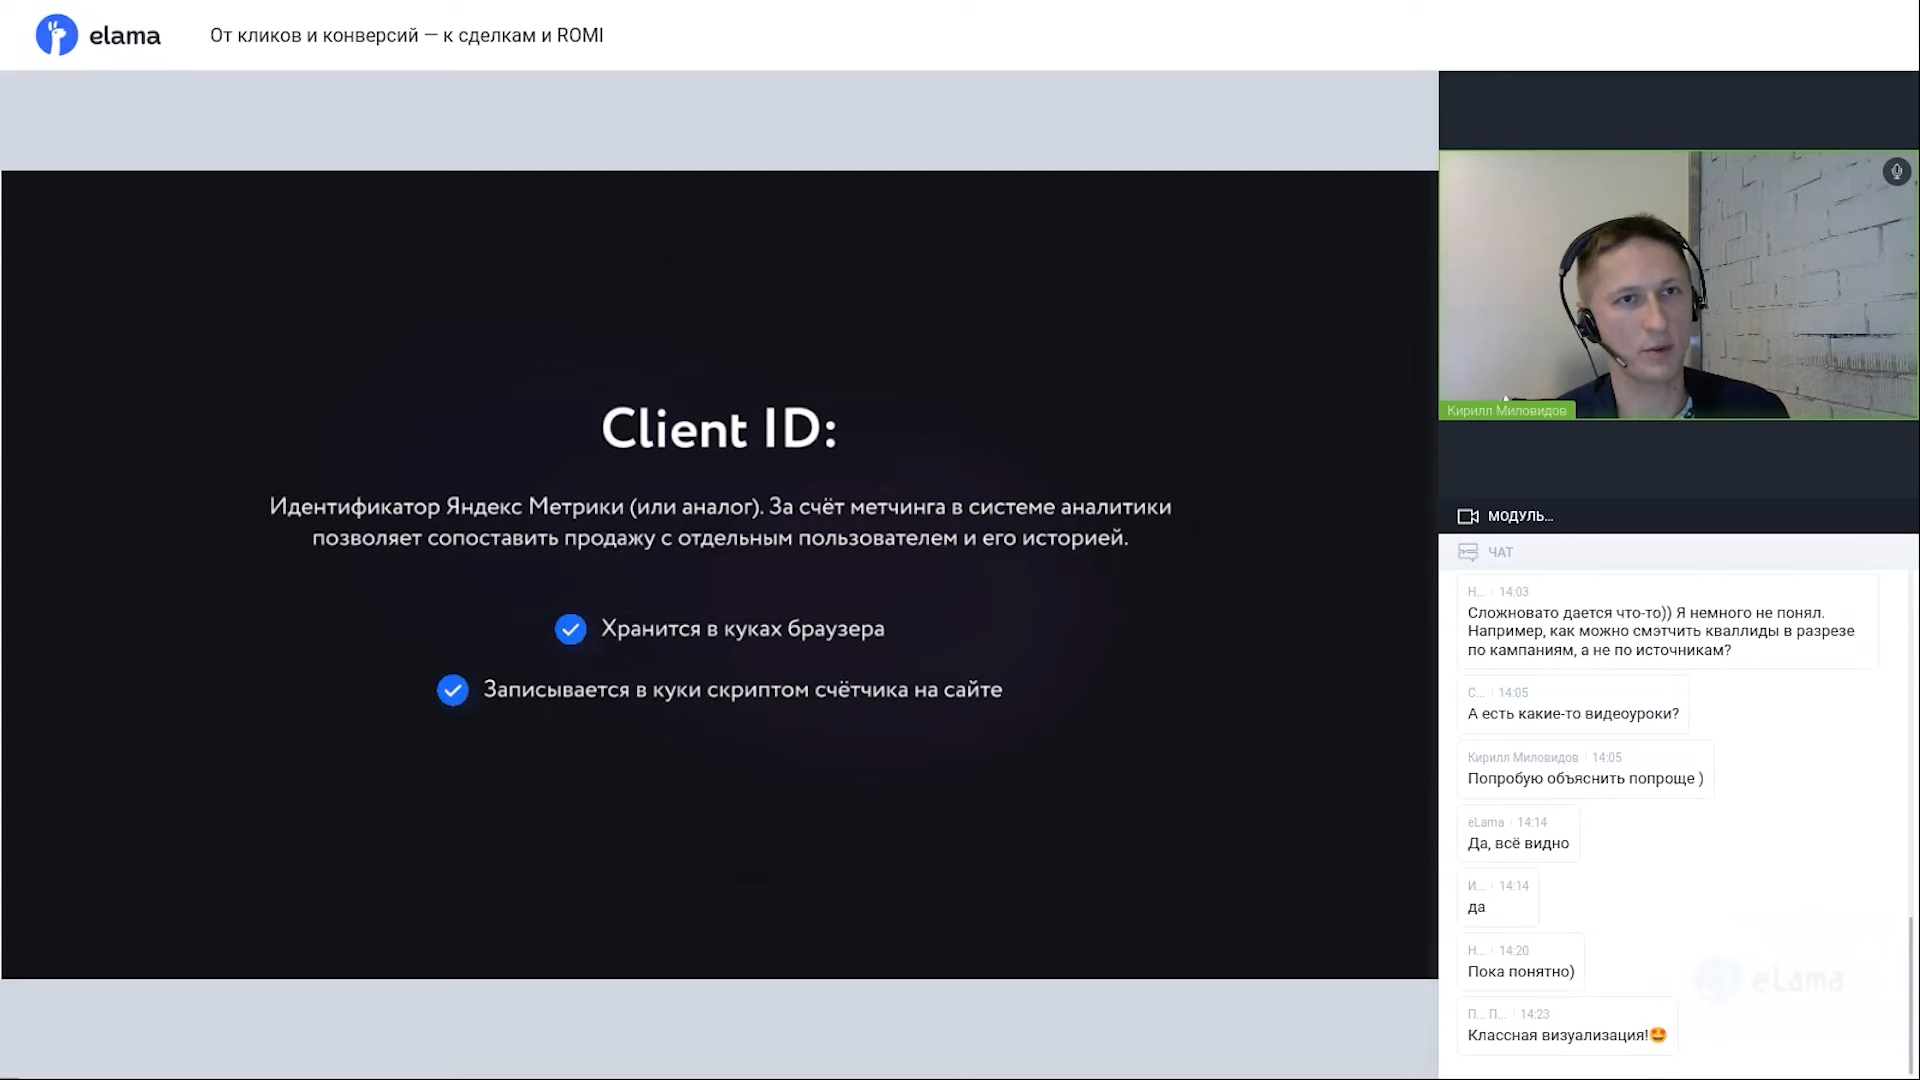 elama
От кликов и конверсий — к сделкам и ROMI
Client ID:
Идентификатор Яндекс Метрики (или аналог). За счёт метчинга в системе аналитики
позволяет сопоставить продажу с отдельным пользователем и его историей.
Хранится в куках браузера
Записывается в куки скриптом счётчика на сайте
Кирилл Миловидов
МОДУЛЬ...
ЧАТ
Н... 14:03
Сложновато дается что-то)) Я немного не понял.
Например, как можно смэтчить кваллиды в разрезе
по кампаниям, а не по источникам?
С... 14:05
А есть какие-то видеоуроки?
Кирилл Миловидов 14:05
Попробую объяснить попроще )
eLama 14:14
Да, всё видно
И... 14:14
да
Н... 14:20
Пока понятно)
eLama
П... П... 14:23
Классная визуализация!🤩